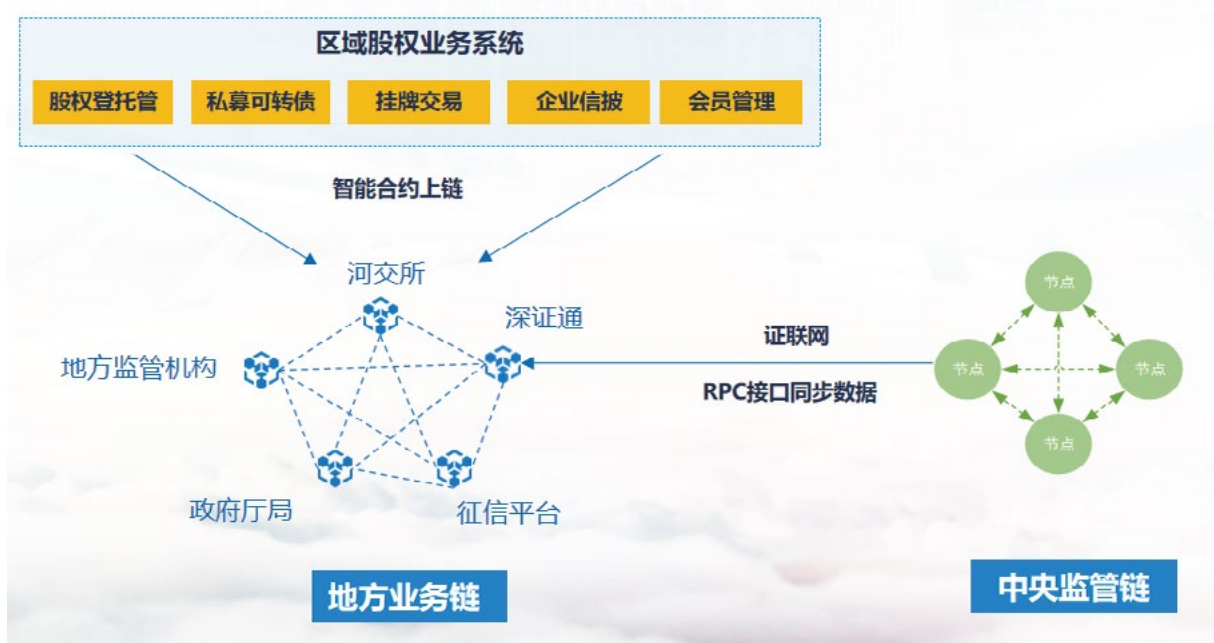 区域股权业务系统
股权登托管 私募可转债 挂牌交易 企业信披 会员管理
智能合约上链
河交所
深证通
地方监管机构
政府厅局
征信平台
证联网
RPC接口同步数据
节点
节点
节点
节点
地方业务链
中央监管链